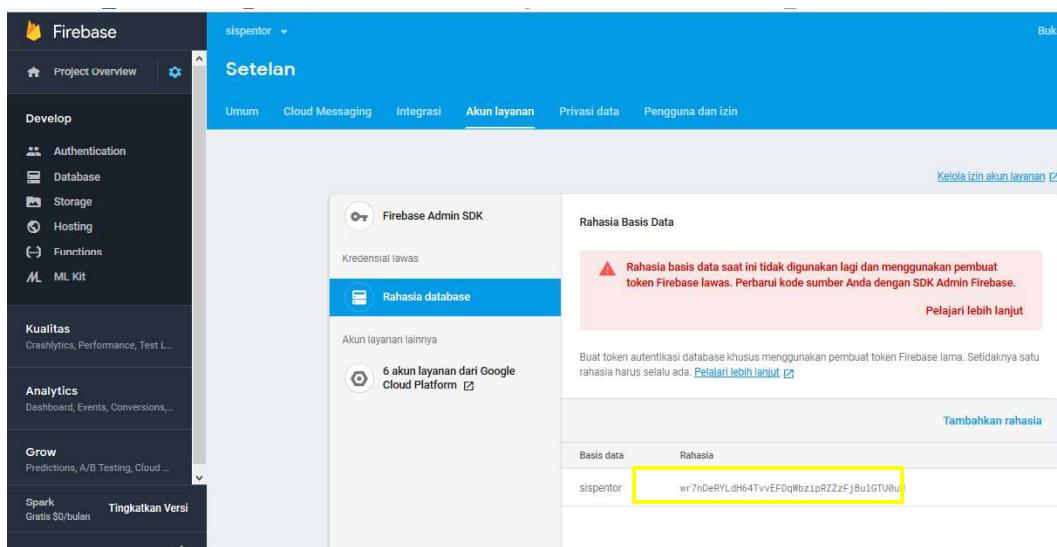 Firebase
sispentor
Buk
Project Overview
Setelan
Umum Cloud Messaging Integrasi Akun layanan Privasi data Pengguna dan izin
Develop
Authentication
Database
Storage
Hosting
Functions
ML Kit
Kualitas
Crashlytics, Performance, Test L...
Analytics
Dashboard, Events, Conversions,...
Grow
Predictions, A/B Testing, Cloud ...
Spark
Gratis $0/bulan
Tingkatkan Versi
Kelola izin akun layanan
Firebase Admin SDK
Kredensial lawas
Rahasia database
Akun layanan lainnya
6 akun layanan dari Google
Cloud Platform
Rahasia Basis Data
Rahasia basis data saat ini tidak digunakan lagi dan menggunakan pembuat
token Firebase lawas. Perbarui kode sumber Anda dengan SDK Admin Firebase.
Pelajari lebih lanjut
Buat token autentikasi database khusus menggunakan pembuat token Firebase lama. Setidaknya satu
rahasia harus selalu ada. Pelajari lebih lanjut
Tambahkan rahasia
Basis data Rahasia
sispentor